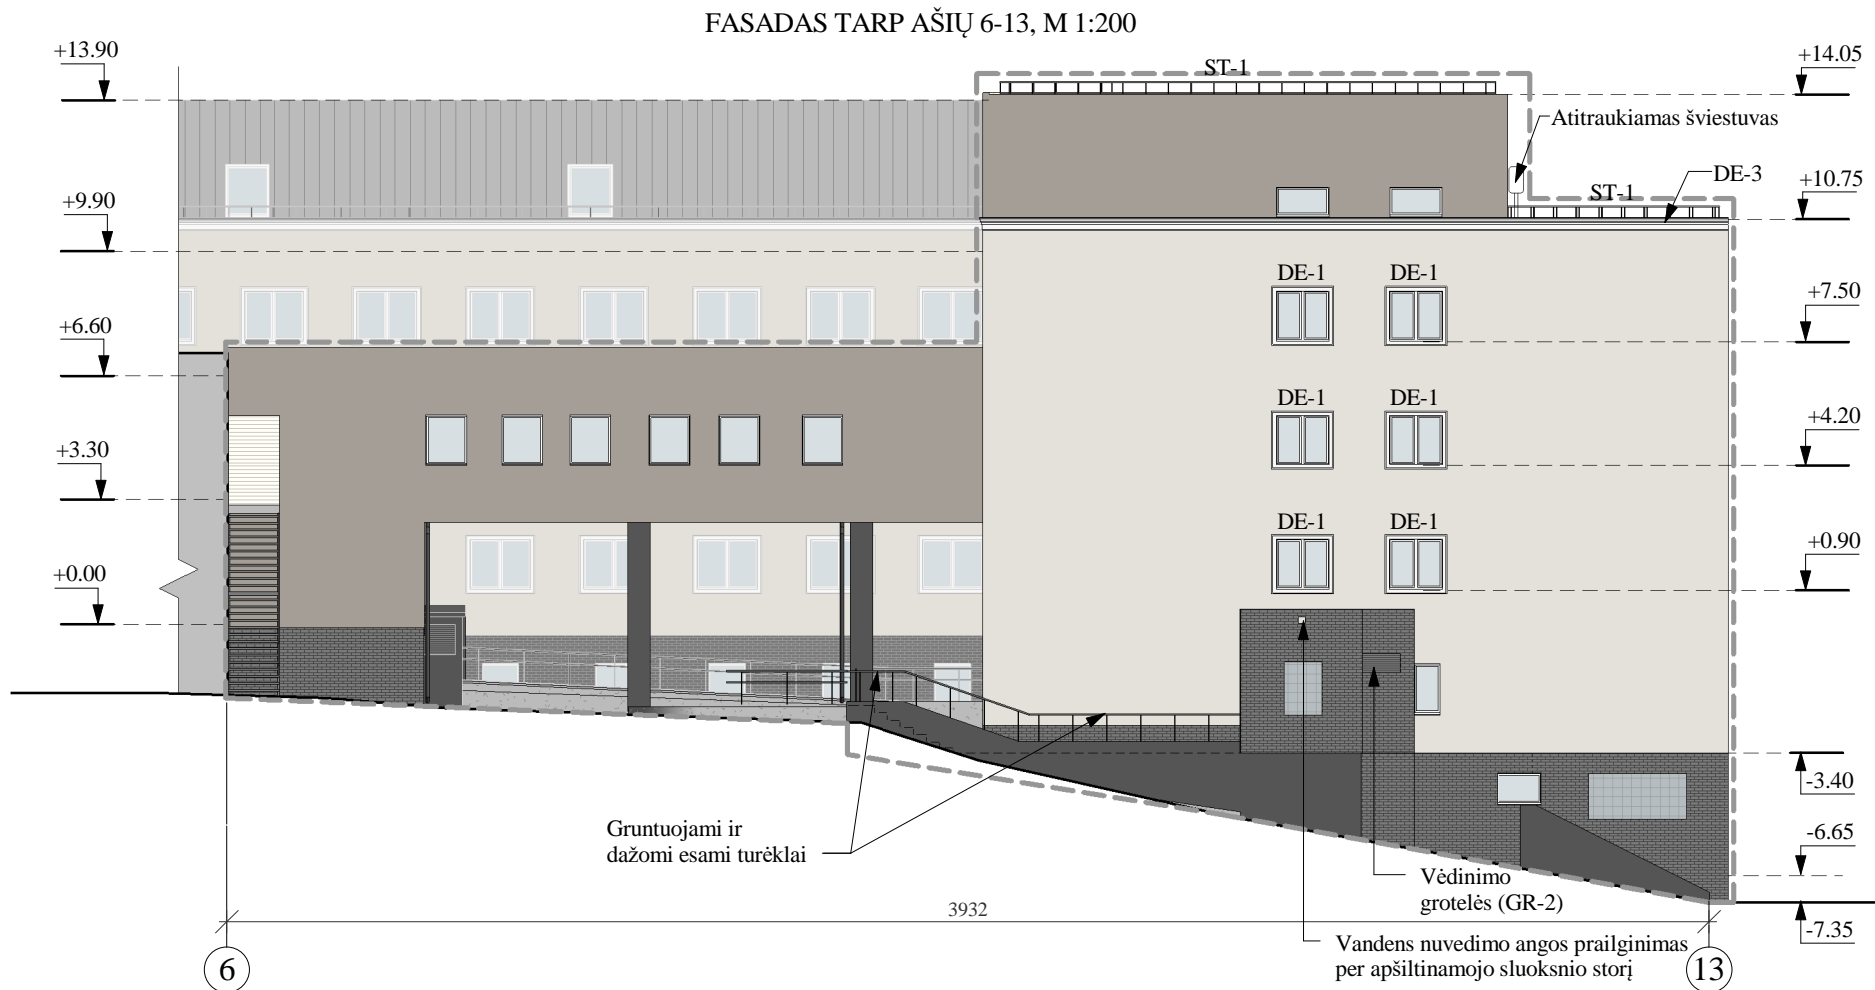 FASADAS TARP AŠIŲ 6-13, M 1:200
+13.90
+14.05
ST-1
Atitraukiamas šviestuvas
DE-3
ST-1
+10.75
+9.90
DE-1 DE-1
+7.50
+6.60
DE-1 DE-1
+4.20
+3.30
DE-1 DE-1
+0.90
+0.00
-3.40
Gruntuojami ir
dažomi esami turėklai
-6.65
Vėdinimo
grotelės (GR-2)
3932
-7.35
Vandens nuvedimo angos prailginimas
per apšiltinamojo sluoksnio storį
6
13